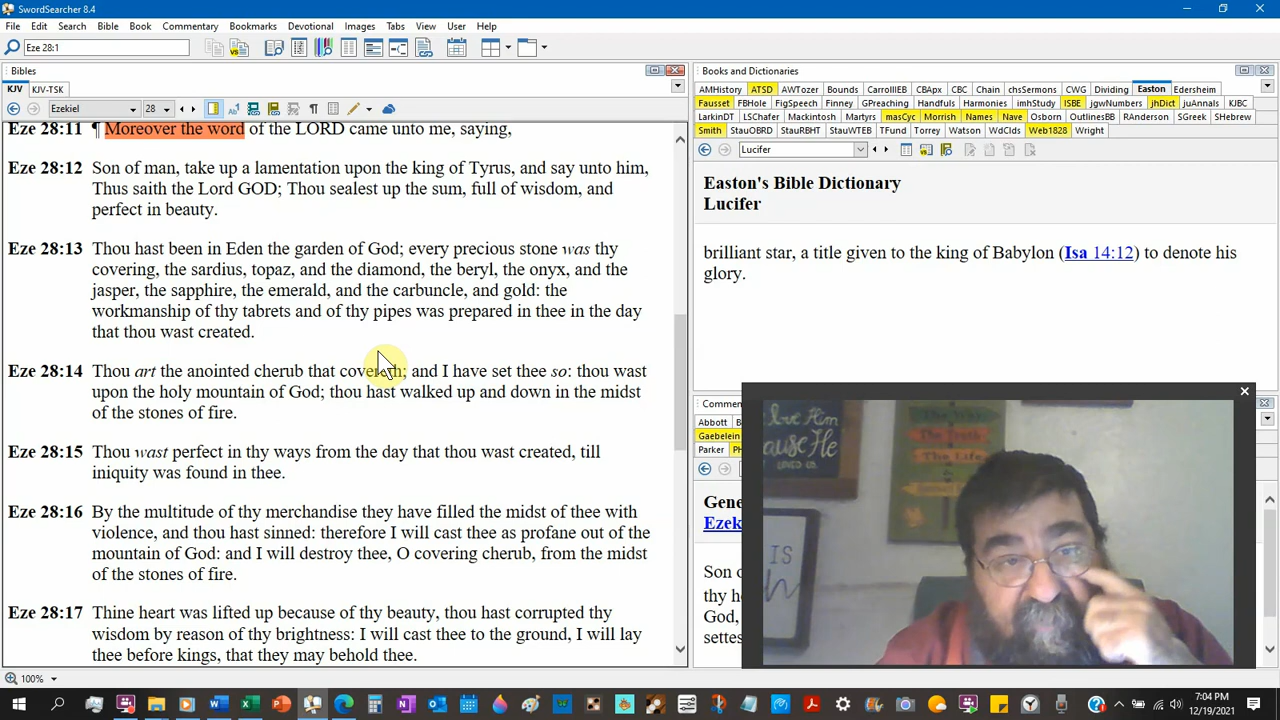 SwordSearcher 8.4
File Edit Search Bible Book Commentary Bookmarks Devotional Images Tabs View User Help
Eze 28:1
Bibles
KJV KJV-TSK
Ezekiel 28
Eze 28:11 ¶ Moreover the word of the LORD came unto me, saying,
Eze 28:12 Son of man, take up a lamentation upon the king of Tyrus, and say unto him,
Thus saith the Lord GOD; Thou sealest up the sum, full of wisdom, and
perfect in beauty.
Eze 28:13 Thou hast been in Eden the garden of God; every precious stone was thy
covering, the sardius, topaz, and the diamond, the beryl, the onyx, and the
jasper, the sapphire, the emerald, and the carbuncle, and gold: the
workmanship of thy tabrets and of thy pipes was prepared in thee in the day
that thou wast created.
Eze 28:14 Thou art the anointed cherub that covereth; and I have set thee so: thou wast
upon the holy mountain of God; thou hast walked up and down in the midst
of the stones of fire.
Eze 28:15 Thou wast perfect in thy ways from the day that thou wast created, till
iniquity was found in thee.
Eze 28:16 By the multitude of thy merchandise they have filled the midst of thee with
violence, and thou hast sinned: therefore I will cast thee as profane out of the
mountain of God: and I will destroy thee, O covering cherub, from the midst
of the stones of fire.
Eze 28:17 Thine heart was lifted up because of thy beauty, thou hast corrupted thy
wisdom by reason of thy brightness: I will cast thee to the ground, I will lay
thee before kings, that they may behold thee.
100%
Books and Dictionaries
AMHistory ATSD AWTozer Bounds CarrollIEB CBApx CBC Chain chsSermons CWG Dividing Easton Edersheim
Fausset FBHole FigSpeech Finney GPreaching Handfuls Harmonies imhStudy ISBE jgwNumbers jhDict juAnnals KJBC
LarkinDT LSChafer Mackintosh Martyrs masCyc Morrish Names Nave Osborn OutlinesBB RAnderson SGreek SHebrew
Smith StauOBRD StauRBHT StauWTEB TFund Torrey Watson WdClds Web1828 Wright
Lucifer
Easton's Bible Dictionary
Lucifer
brilliant star, a title given to the king of Babylon (Isa 14:12) to denote his
glory.
Commen
Abbott B
Gaebelein
Parker PH
Gene
Ezek
Son o
thy he
God,
settes
love Him
cause He
LOVED US.
The Way
The Truth
The Life
IS
7:04 PM
12/19/2021